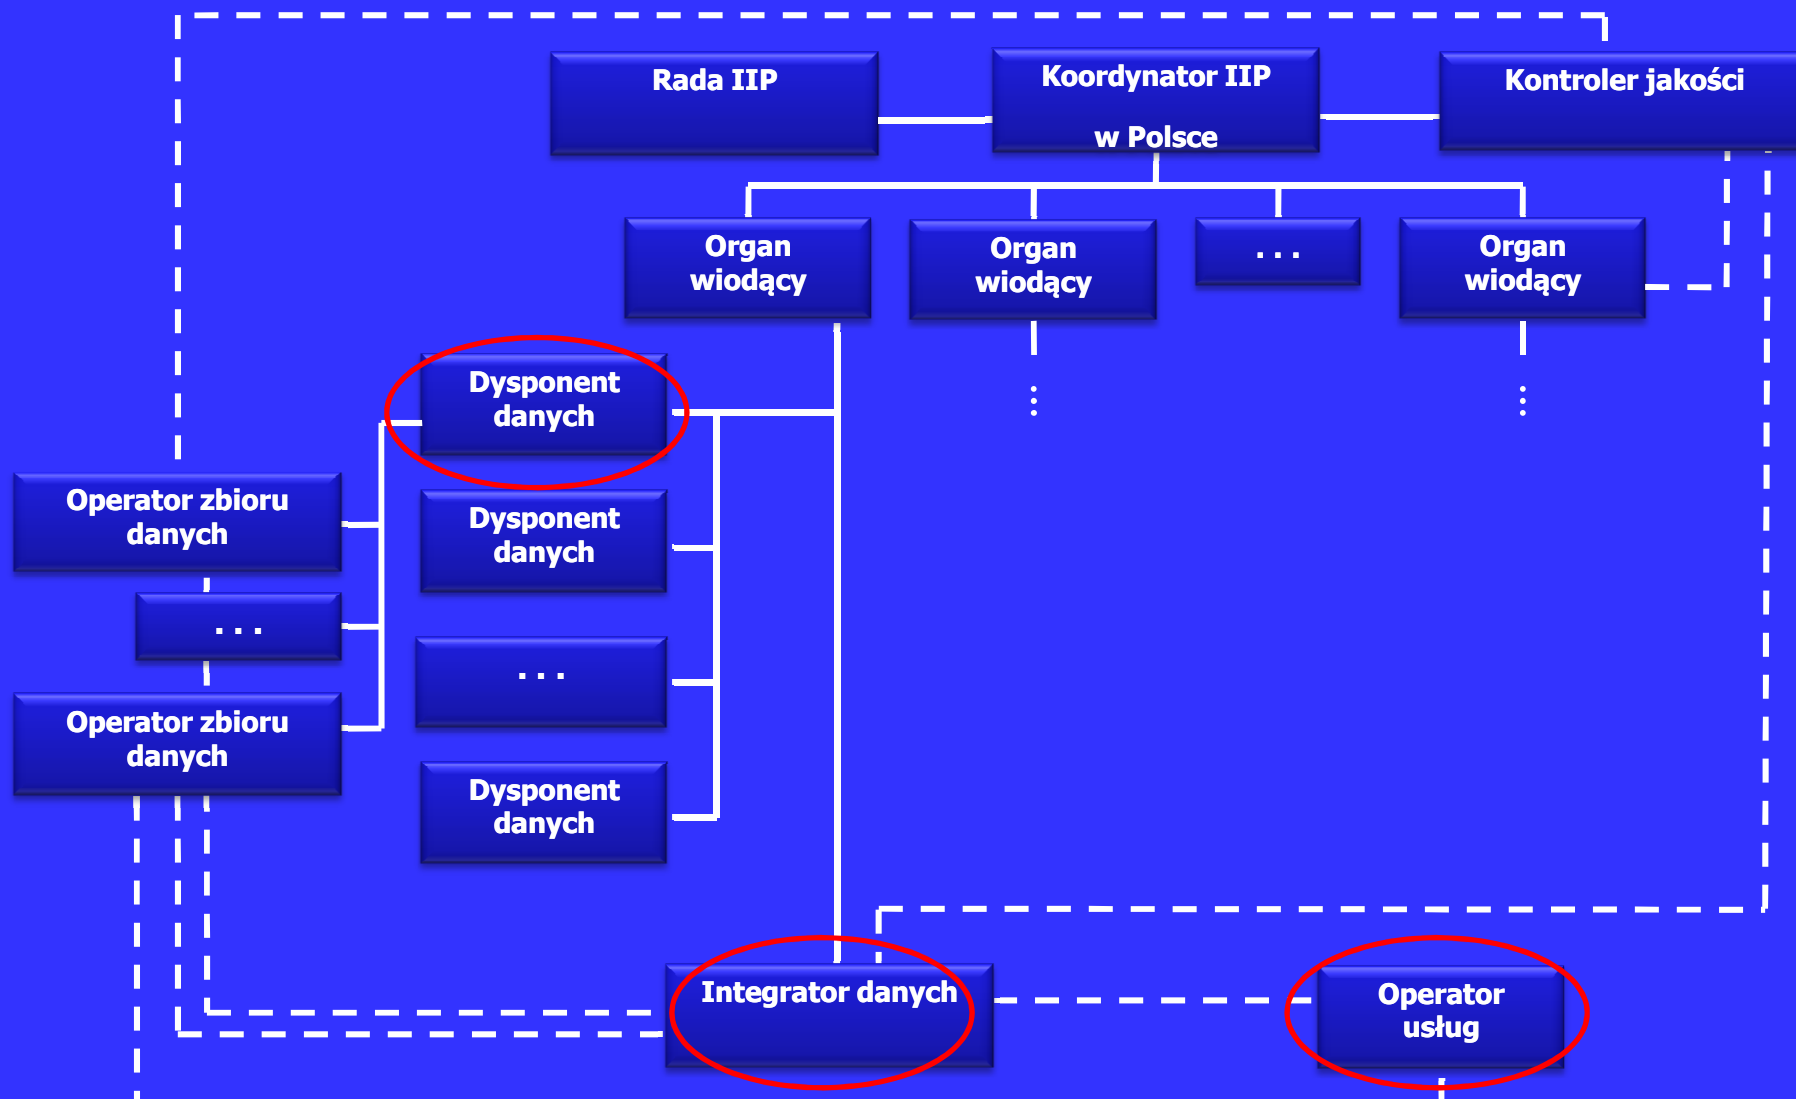 Rada IIP
Koordynator IIP
w Polsce
Kontroler jakości
Organ
wiodący
Organ
wiodący
...
Organ
wiodący
Dysponent
danych
Operator zbioru
danych
Dysponent
danych
...
...
Operator zbioru
danych
Dysponent
danych
Integrator danych
Operator
usług